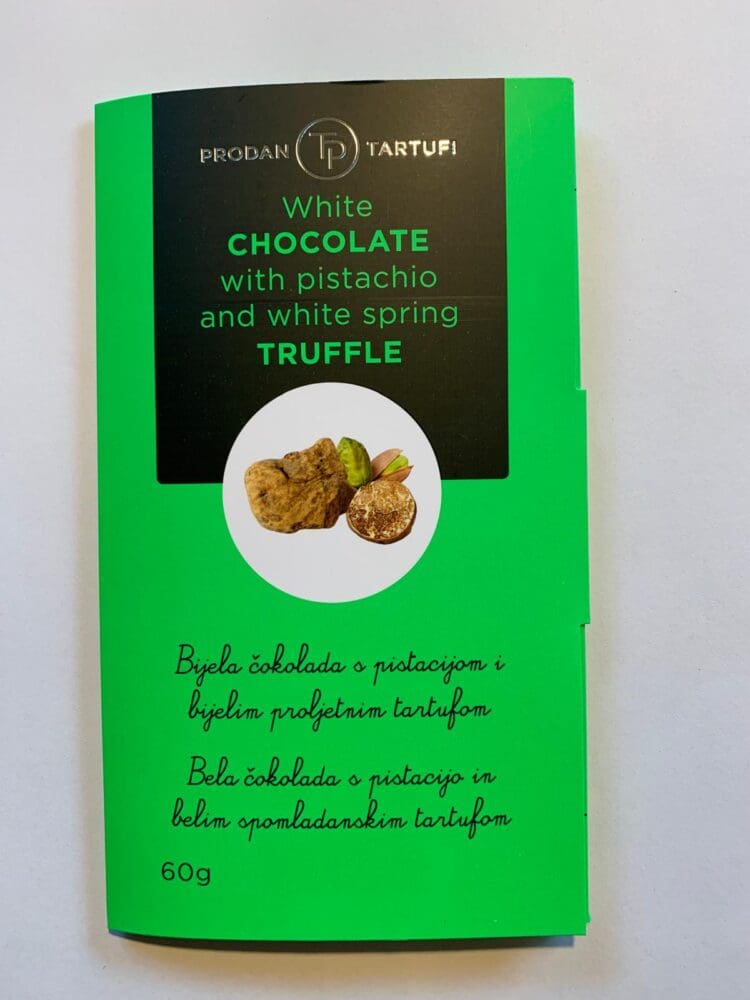 PRODAN TP TARTUFI
White
CHOCOLATE
with pistachio
and white spring
TRUFFLE
Bijela čokolada s pistacijom i
bijelim proljetnim tartufom
Bela čokolada s pistacijo in
belim spomladanskim tartufom
60g